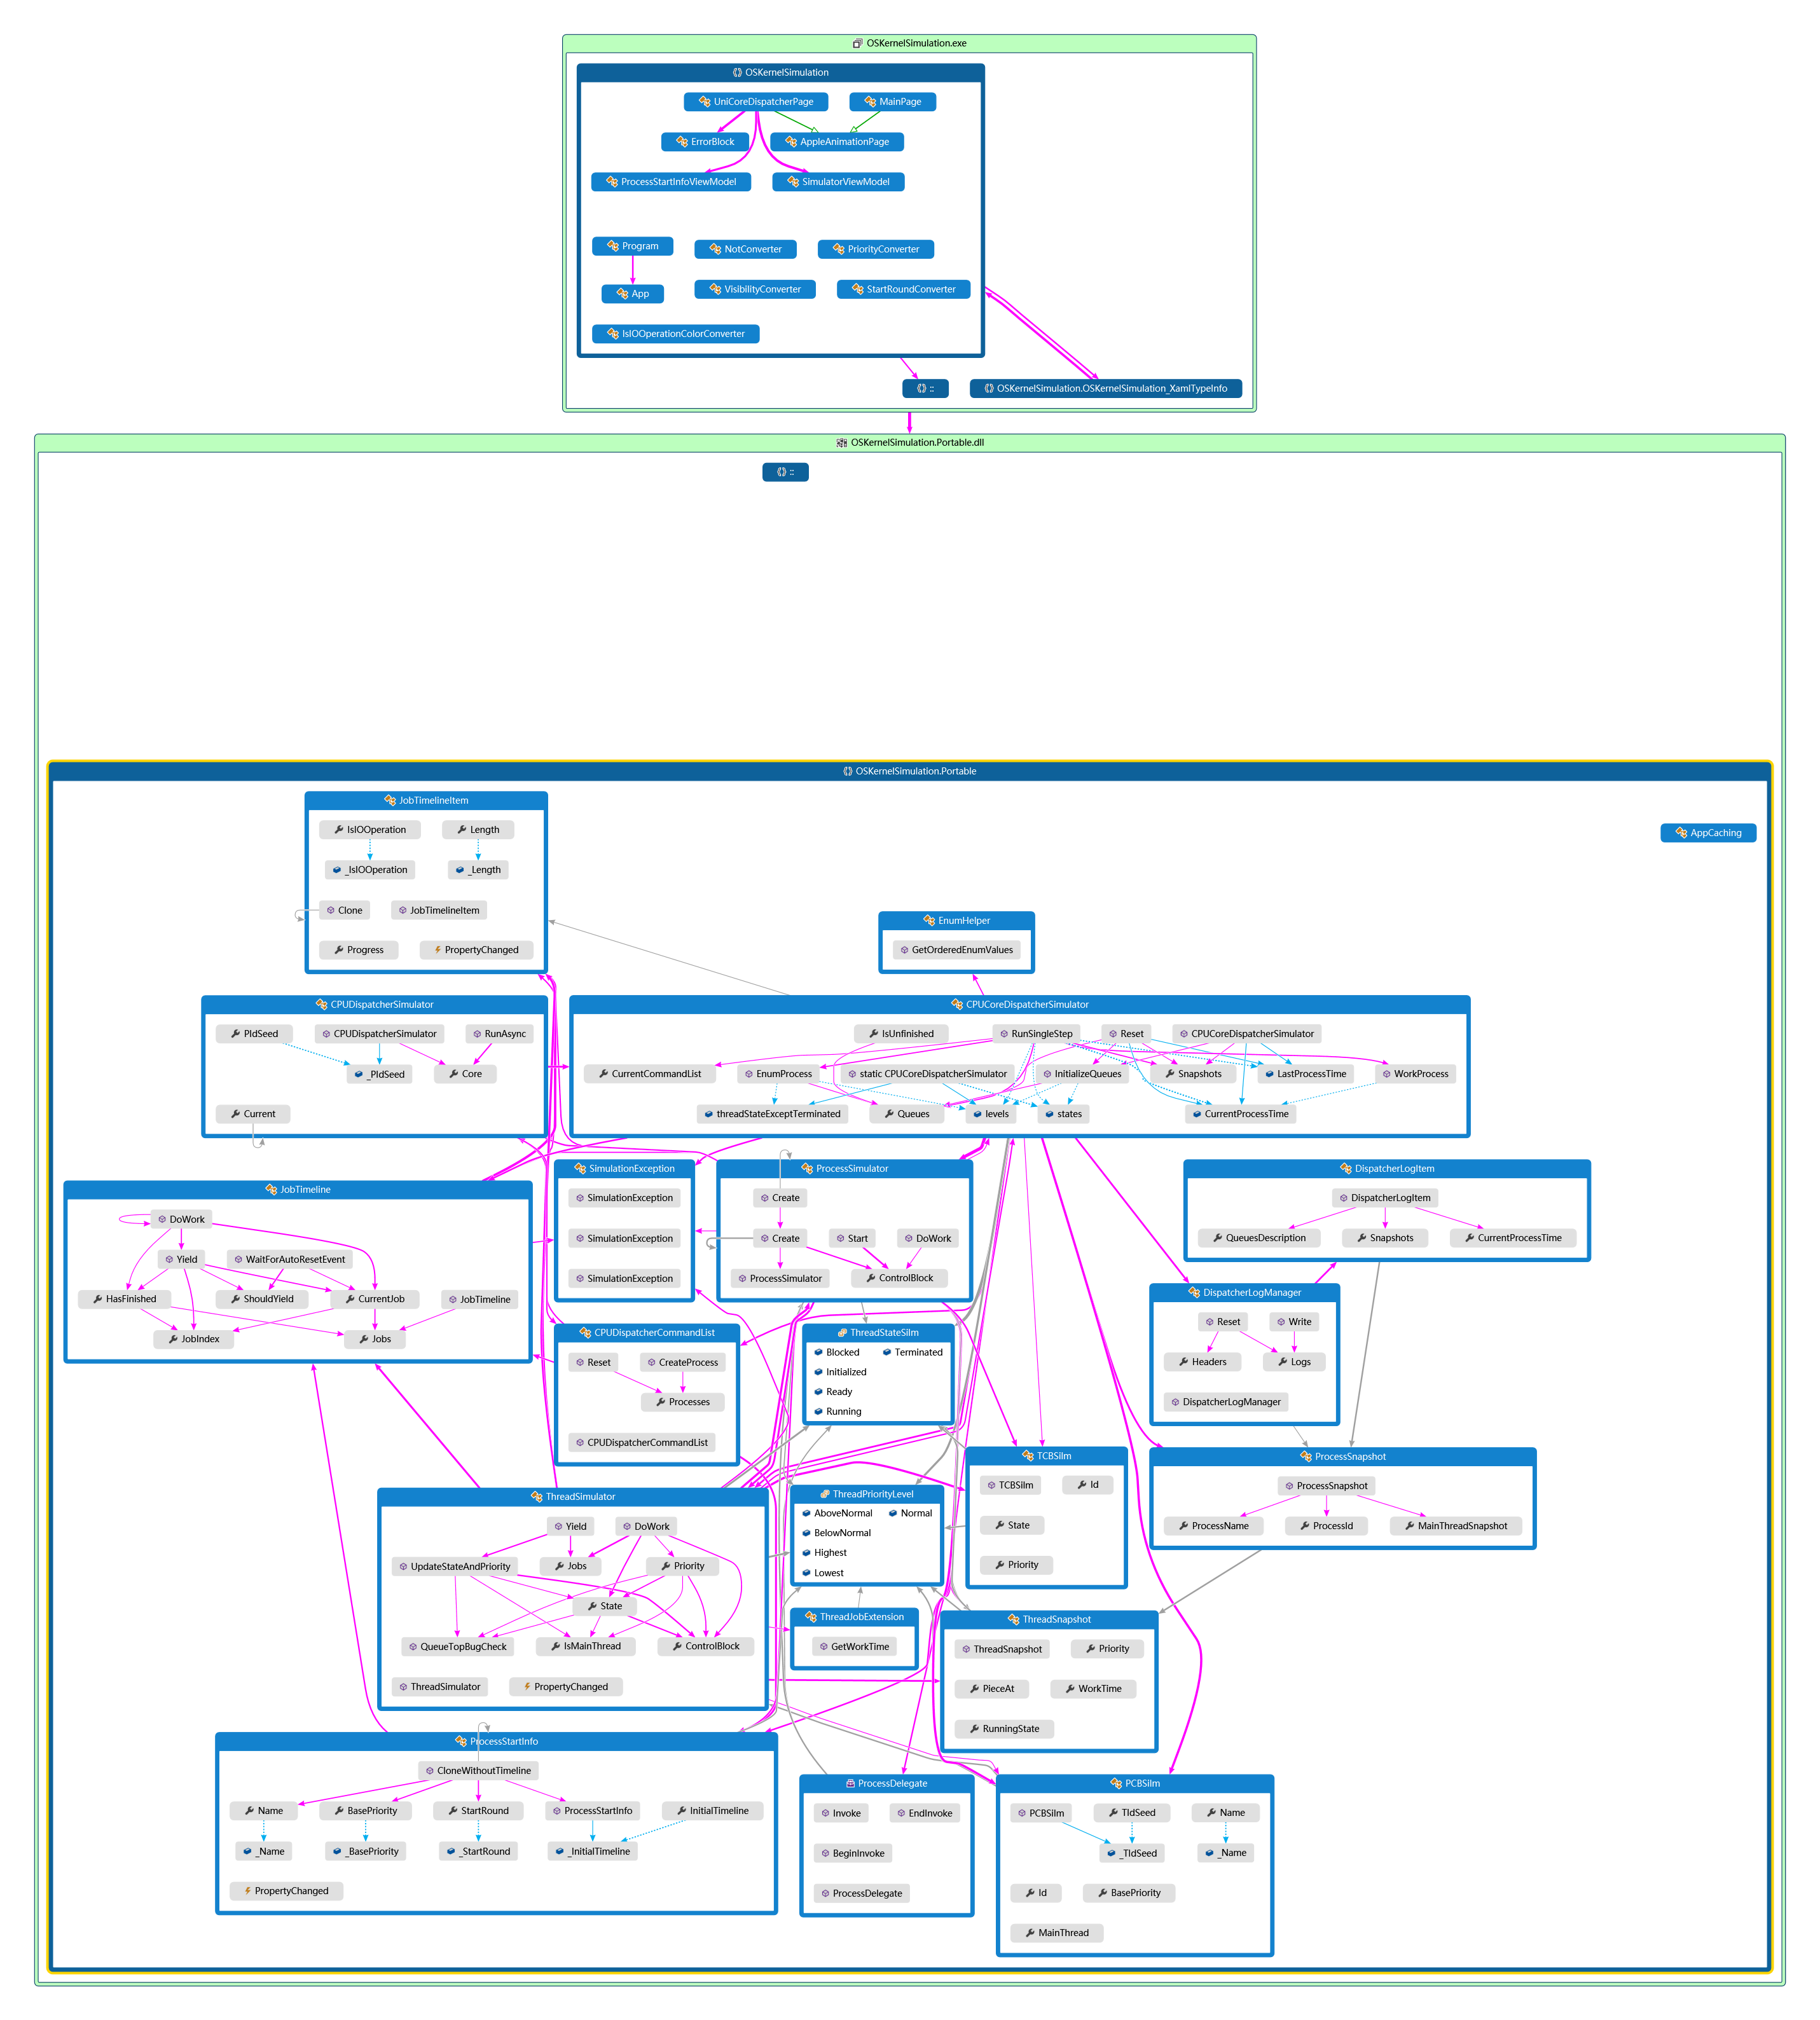 OSKernelSimulation.exe
OSKernelSimulation
UniCoreDispatcherPage
MainPage
ErrorBlock
AppleAnimationPage
ProcessStartInfoViewModel
SimulatorViewModel
Program
NotConverter
PriorityConverter
App
VisibilityConverter
StartRoundConverter
IsIOOperationColorConverter
::
OSKernelSimulation.OSKernelSimulation_XamlTypeInfo
OSKernelSimulation.Portable.dll
::
OSKernelSimulation.Portable
JobTimelineItem
IsIOOperation
Length
_IsIOOperation
_Length
Clone
JobTimelineItem
Progress
PropertyChanged
AppCaching
EnumHelper
GetOrderedEnumValues
CPUDispatcherSimulator
PIdSeed
CPUDispatcherSimulator
RunAsync
_PIdSeed
Core
Current
CPUCoreDispatcherSimulator
IsUnfinished
RunSingleStep
Reset
CPUCoreDispatcherSimulator
CurrentCommandList
EnumProcess
static CPUCoreDispatcherSimulator
InitializeQueues
Snapshots
LastProcessTime
WorkProcess
threadStateExceptTerminated
Queues
levels
states
CurrentProcessTime
JobTimeline
DoWork
Yield
WaitForAutoResetEvent
HasFinished
ShouldYield
CurrentJob
JobTimeline
JobIndex
Jobs
SimulationException
SimulationException
SimulationException
SimulationException
ProcessSimulator
Create
Create
Start
DoWork
ProcessSimulator
ControlBlock
DispatcherLogItem
DispatcherLogItem
QueuesDescription
Snapshots
CurrentProcessTime
DispatcherLogManager
Reset
Write
Headers
Logs
DispatcherLogManager
CPUDispatcherCommandList
Reset
CreateProcess
Processes
CPUDispatcherCommandList
ThreadStateSilm
Blocked
Terminated
Initialized
Ready
Running
TCBSilm
TCBSilm
Id
State
Priority
ProcessSnapshot
ProcessSnapshot
ProcessName
ProcessId
MainThreadSnapshot
ThreadSimulator
Yield
DoWork
UpdateStateAndPriority
Jobs
Priority
State
QueueTopBugCheck
IsMainThread
ControlBlock
ThreadSimulator
PropertyChanged
ThreadPriorityLevel
AboveNormal
Normal
BelowNormal
Highest
Lowest
ThreadJobExtension
GetWorkTime
ThreadSnapshot
ThreadSnapshot
Priority
PieceAt
WorkTime
RunningState
ProcessStartInfo
CloneWithoutTimeline
Name
BasePriority
StartRound
ProcessStartInfo
InitialTimeline
_Name
_BasePriority
_StartRound
_InitialTimeline
PropertyChanged
ProcessDelegate
Invoke
EndInvoke
BeginInvoke
ProcessDelegate
PCBSilm
PCBSilm
TIdSeed
Name
_TIdSeed
_Name
Id
BasePriority
MainThread